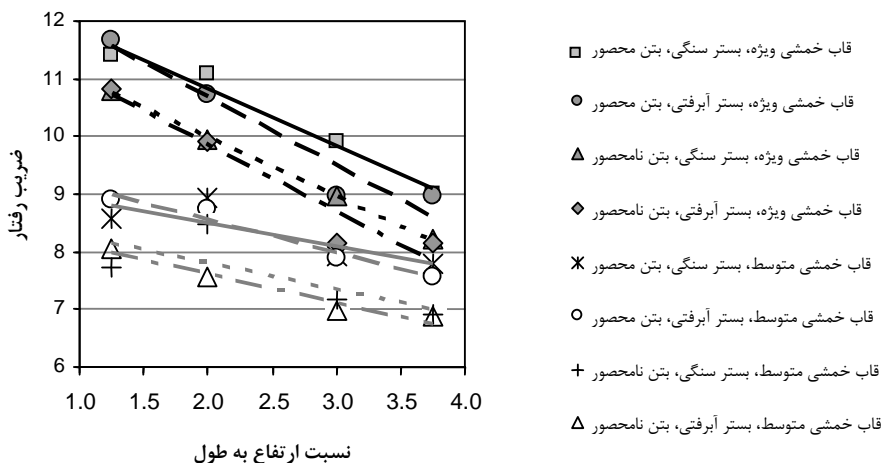 12
11
10
9
8
7
6
1.0 1.5 2.0 2.5 3.0 3.5 4.0
ضریب رفتار
نسبت ارتفاع به طول
قاب خمشی ویژه، بستر سنگی، بتن محصور
قاب خمشی ویژه، بستر آبرفتی، بتن محصور
قاب خمشی ویژه، بستر سنگی، بتن نامحصور
قاب خمشی ویژه، بستر آبرفتی، بتن نامحصور
قاب خمشی متوسط، بستر سنگی، بتن محصور
قاب خمشی متوسط، بستر آبرفتی، بتن محصور
قاب خمشی متوسط، بستر سنگی، بتن نامحصور
قاب خمشی متوسط، بستر آبرفتی، بتن نامحصور